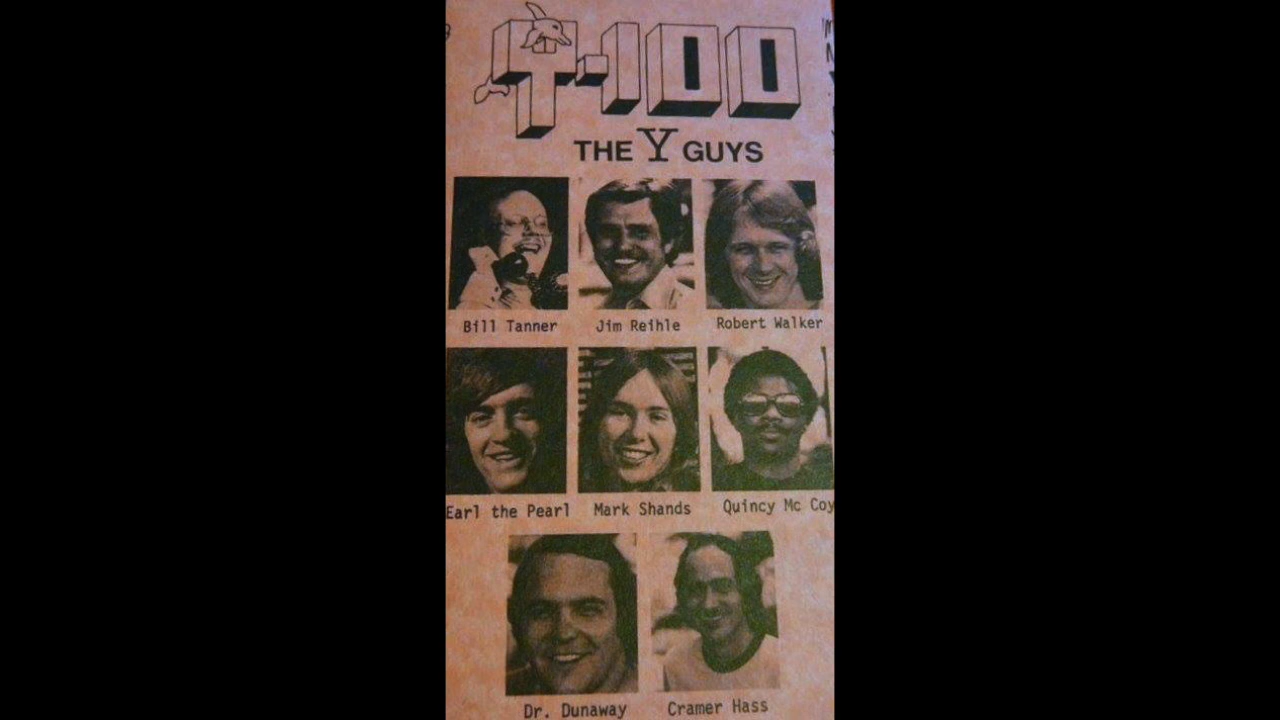 Y-100
THE Y GUYS
Bill Tanner Jim Reihle Robert Walker
Earl the Pearl Mark Shands Quincy Mc Coy
Dr. Dunaway Cramer Hass